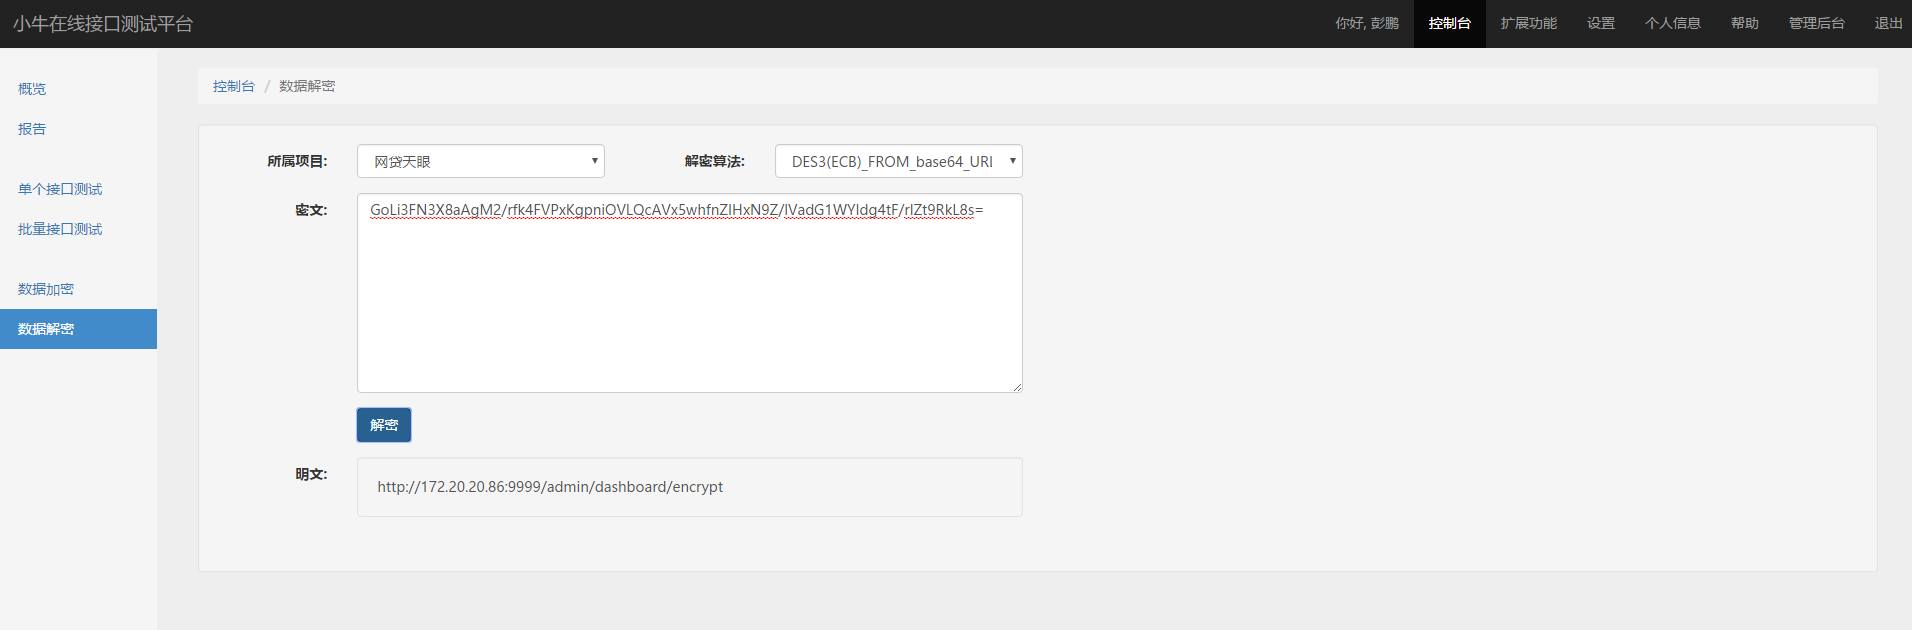 小牛在线接口测试平台
你好, 彭鹏 控制台 扩展功能 设置 个人信息 帮助 管理后台 退出
概览
报告
单个接口测试
批量接口测试
数据加密
数据解密
控制台 / 数据解密
所属项目: 网贷天眼 解密算法: DES3(ECB)_FROM_base64_URL
密文: GoLi3FN3X8aAgM2/rfk4FVPxKgpniOVLQcAVx5whfnZlHxN9Z/lVadG1WYldg4tF/rlZt9RkL8s=
解密
明文: http://172.20.20.86:9999/admin/dashboard/encrypt